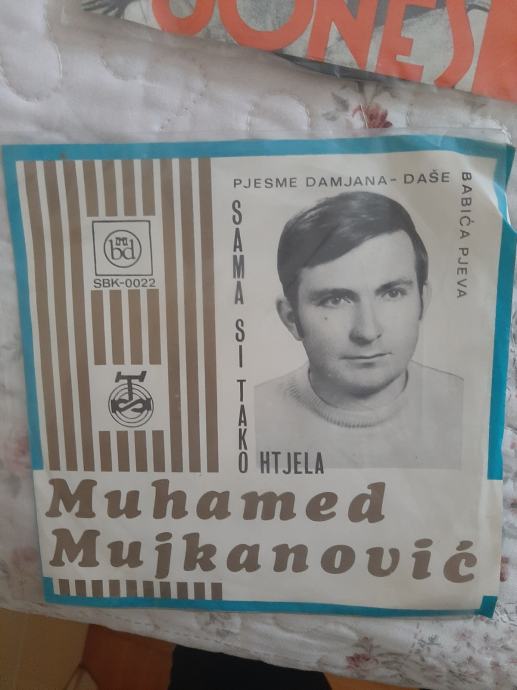 JONES
PJESME DAMJANA - DAŠE
BABIĆA PJEVA
SAMA SI TAKO
HTJELA
bd
SBK-0022
Muhamed
Mujkanović